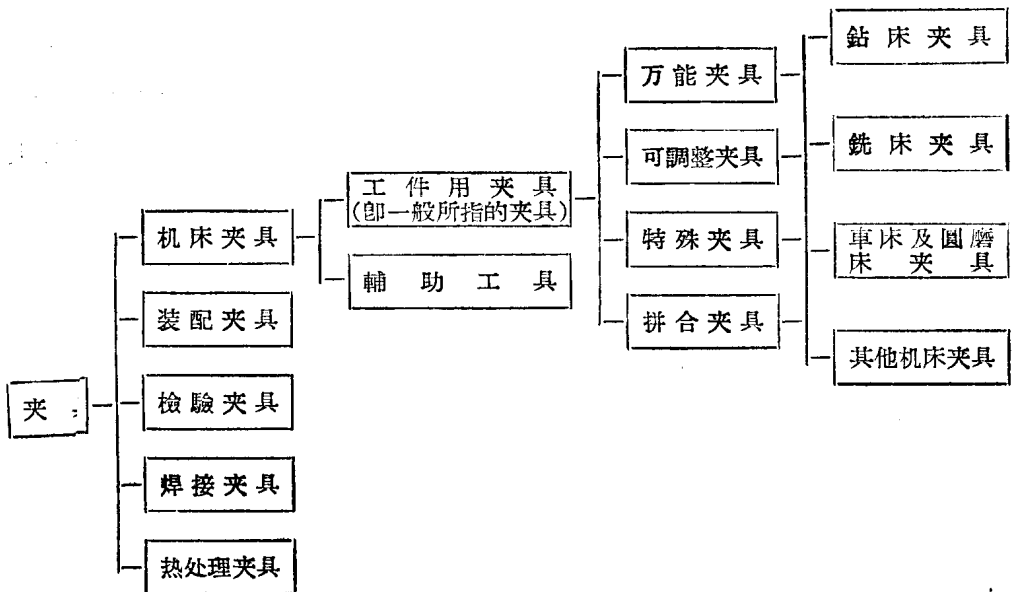 夹
机床夹具
装配夹具
檢驗夹具
焊接夹具
热处理夹具
工件用夹具
(卽一般所指的夹具)
輔助工具
万能夹具
可調整夹具
特殊夹具
拼合夹具
鉆床夹具
銑床夹具
車床及圓磨
床夹具
其他机床夹具